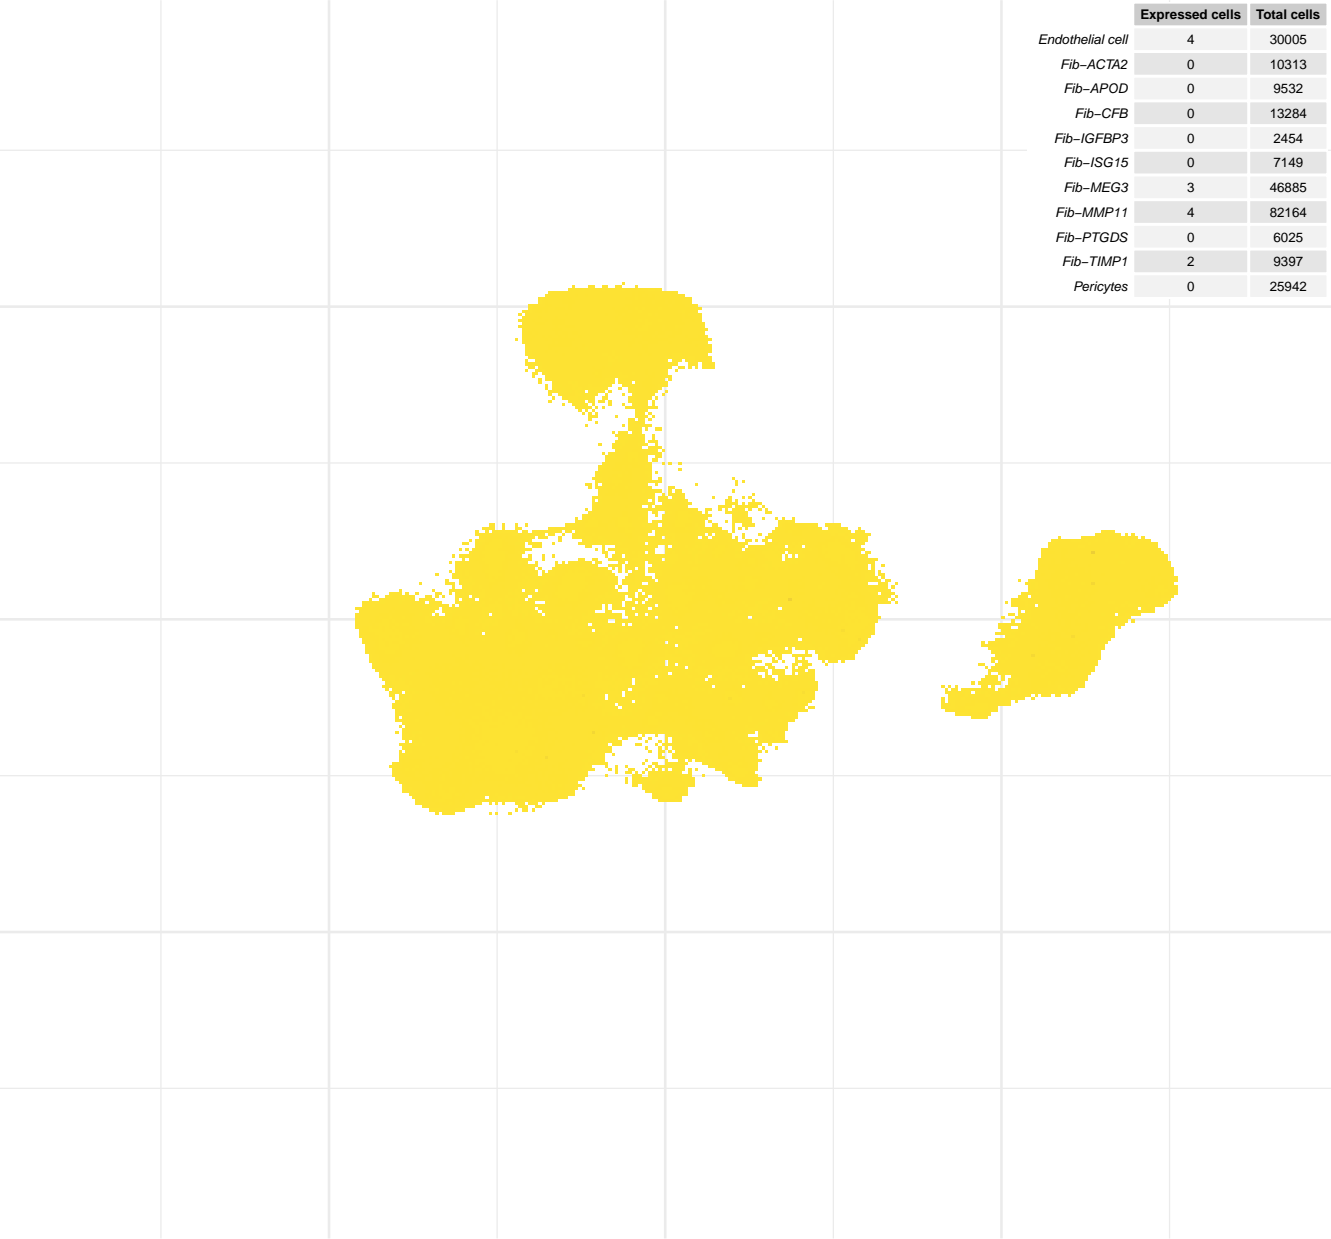 Expressed cells Total cells
Endothelial cell 4 30005
Fib−ACTA2 0 10313
Fib−APOD 0 9532
Fib−CFB 0 13284
Fib−IGFBP3 0 2454
Fib−ISG15 0 7149
Fib−MEG3 3 46885
Fib−MMP11 4 82164
Fib−PTGDS 0 6025
Fib−TIMP1 2 9397
Pericytes 0 25942